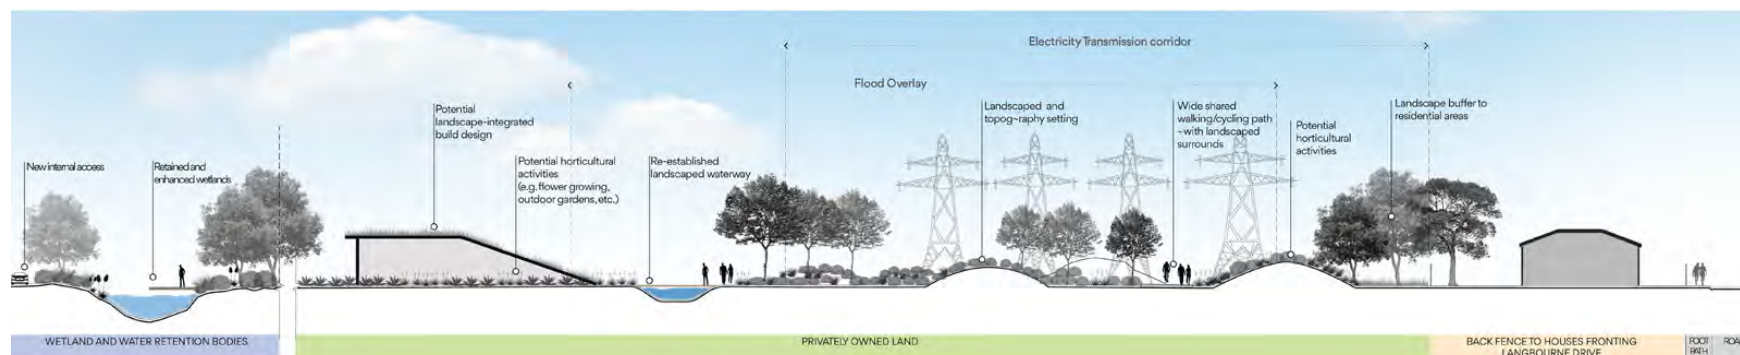 Electricity Transmission corridor
Flood Overlay
New internal access
Retained and
enhanced wetlands
Potential
landscape-integrated
build design
Potential horticultural
activities
(e.g. flower growing,
outdoor gardens, etc.)
Re-established
landscaped waterway
Landscaped and
topog~raphy setting
Wide shared
walking/cycling path
~with landscaped
surrounds
Potential
horticultural
activities
Landscape buffer to
residential areas
WETLAND AND WATER RETENTION BODIES
PRIVATELY OWNED LAND
BACK FENCE TO HOUSES FRONTING
LANGBOURNE DRIVE
FOOT
PATH
ROA